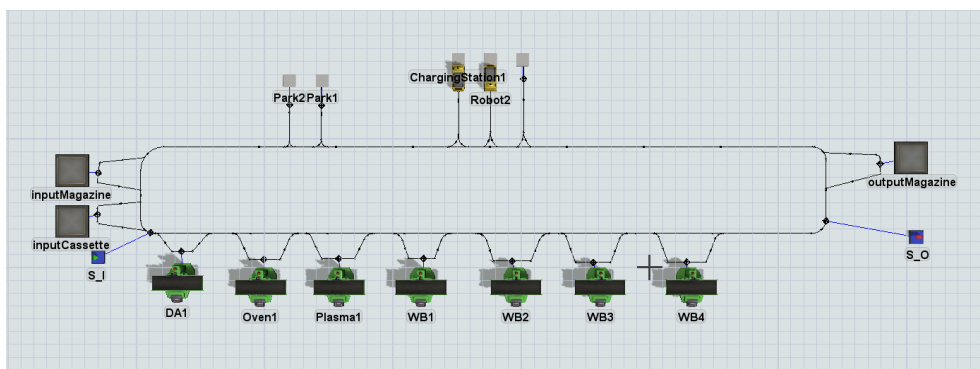 ChargingStation1
Park2
Park1
Robot2
inputMagazine
outputMagazine
inputCassette
S_I
S_O
DA1
Oven1
Plasma1
WB1
WB2
WB3
WB4